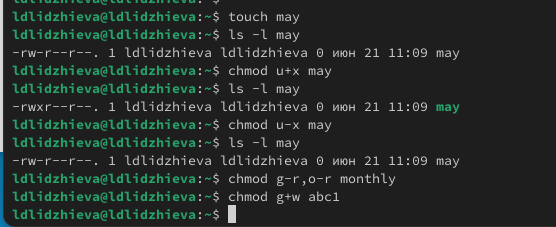 ldlidzhieva@ldlidzhieva:~$ touch may
ldlidzhieva@ldlidzhieva:~$ ls -l may
-rw-r--r--. 1 ldlidzhieva ldlidzhieva 0 июн 21 11:09 may
ldlidzhieva@ldlidzhieva:~$ chmod u+x may
ldlidzhieva@ldlidzhieva:~$ ls -l may
-rwxr--r--. 1 ldlidzhieva ldlidzhieva 0 июн 21 11:09 may
ldlidzhieva@ldlidzhieva:~$ chmod u-x may
ldlidzhieva@ldlidzhieva:~$ ls -l may
-rw-r--r--. 1 ldlidzhieva ldlidzhieva 0 июн 21 11:09 may
ldlidzhieva@ldlidzhieva:~$ chmod g-r,o-r monthly
ldlidzhieva@ldlidzhieva:~$ chmod g+w abc1
ldlidzhieva@ldlidzhieva:~$